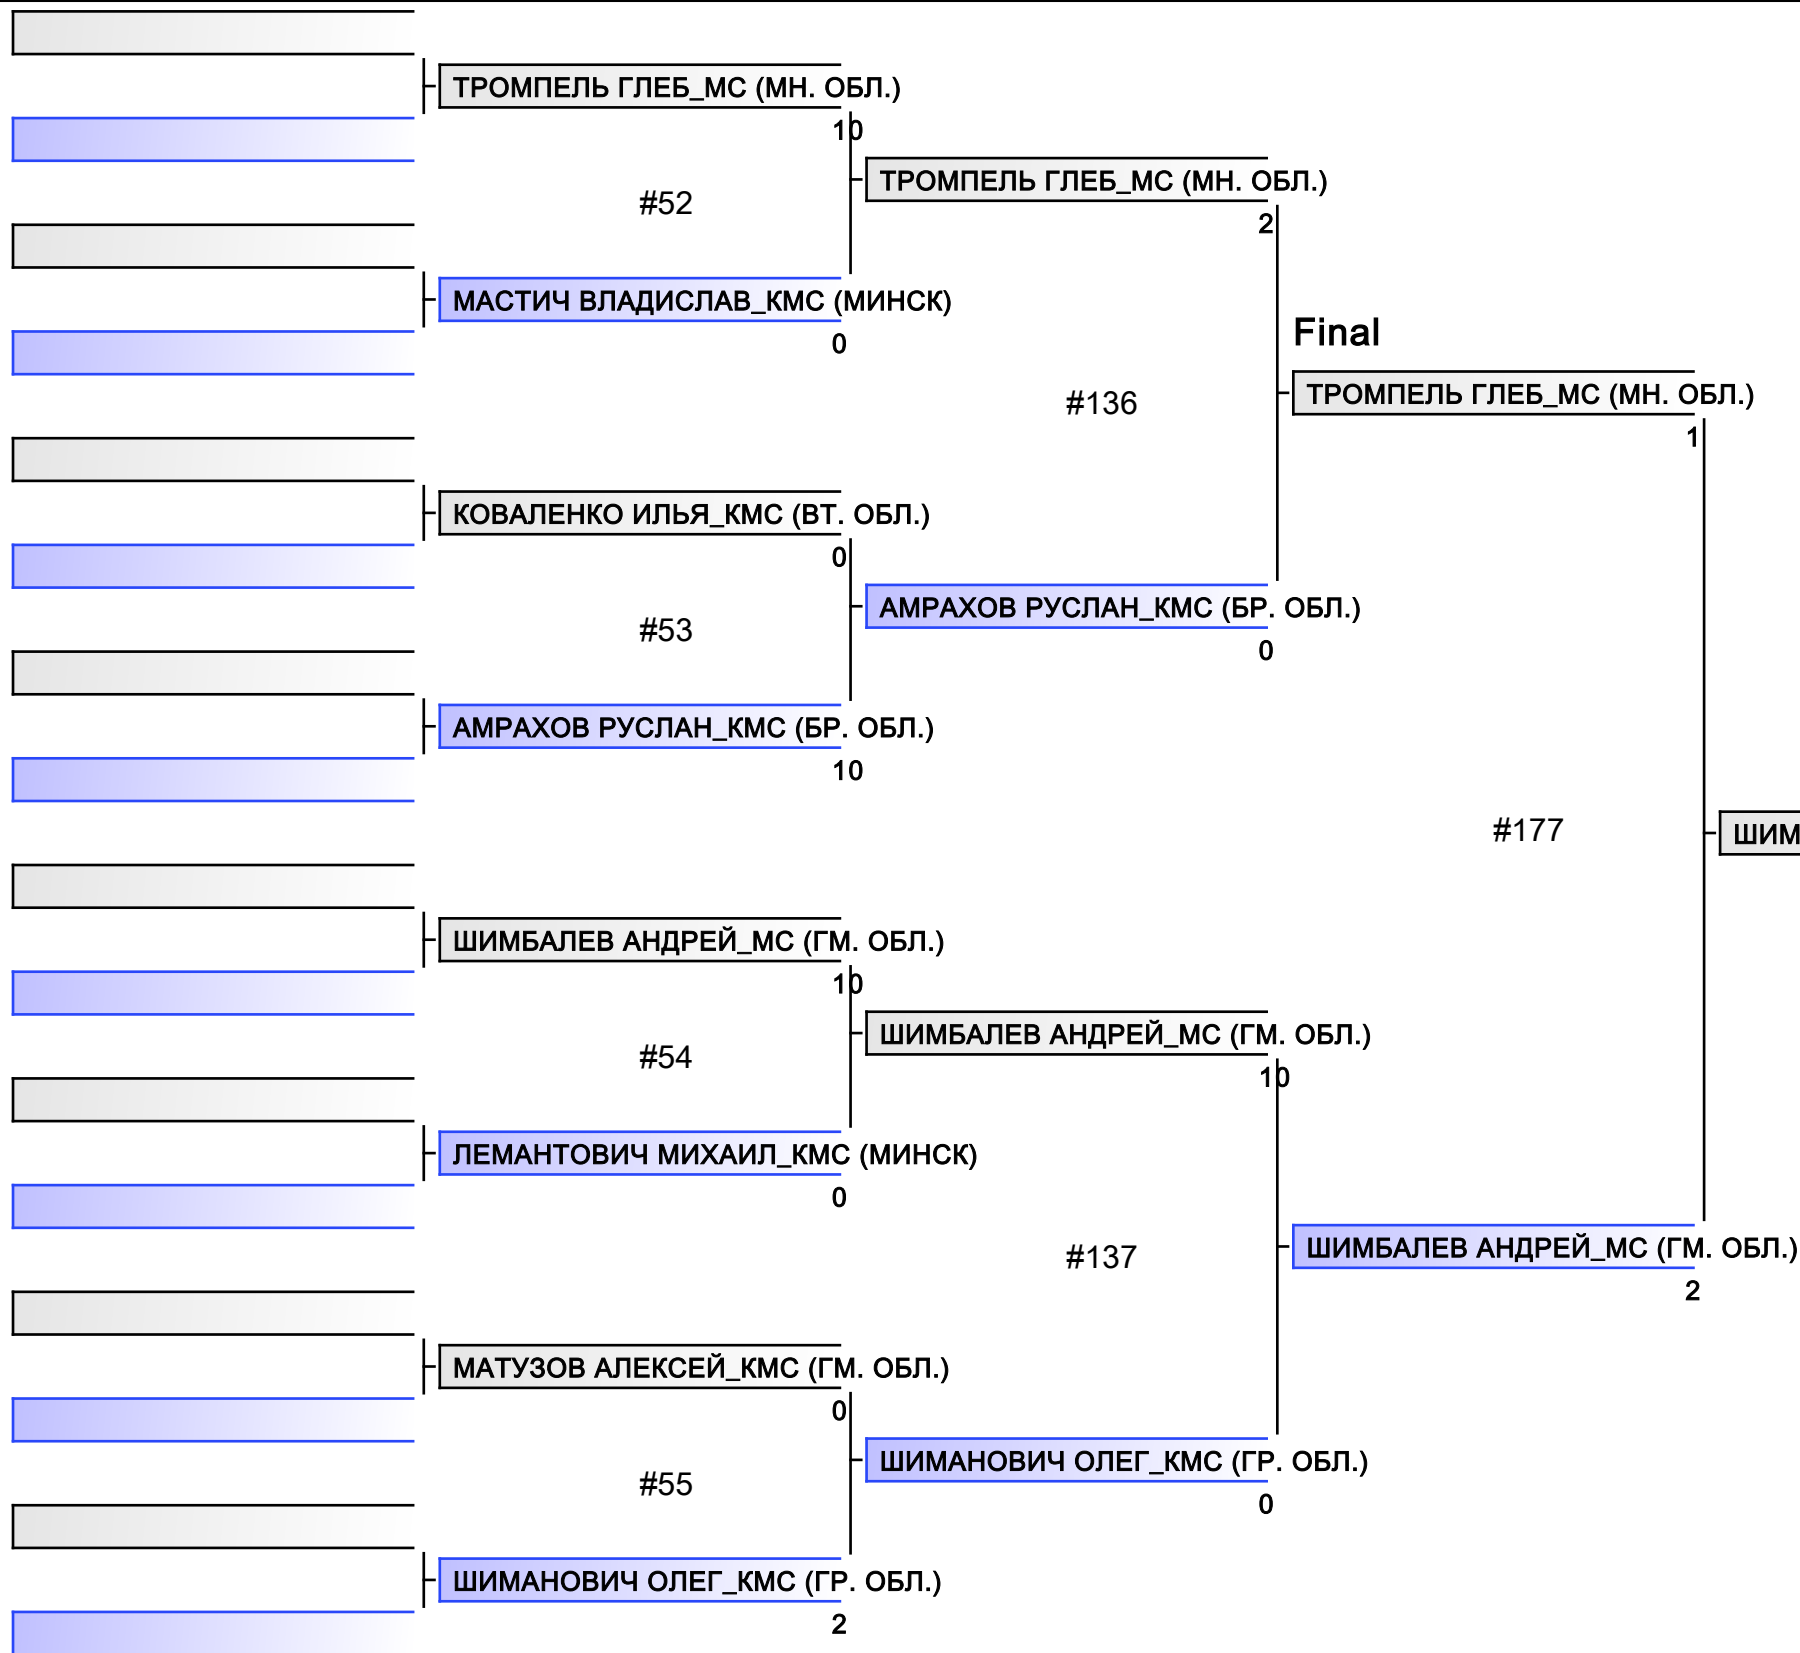 ТРОМПЕЛЬ ГЛЕБ_МС (МН. ОБЛ.)
10
ТРОМПЕЛЬ ГЛЕБ_МС (МН. ОБЛ.)
#52
2
МАСТИЧ ВЛАДИСЛАВ_КМС (МИНСК)
0
Final
ТРОМПЕЛЬ ГЛЕБ_МС (МН. ОБЛ.)
#136
1
КОВАЛЕНКО ИЛЬЯ_КМС (ВТ. ОБЛ.)
0
АМРАХОВ РУСЛАН_КМС (БР. ОБЛ.)
#53
0
АМРАХОВ РУСЛАН_КМС (БР. ОБЛ.)
10
#177
ШИМ
ШИМБАЛЕВ АНДРЕЙ_МС (ГМ. ОБЛ.)
10
ШИМБАЛЕВ АНДРЕЙ_МС (ГМ. ОБЛ.)
#54
10
ЛЕМАНТОВИЧ МИХАИЛ_КМС (МИНСК)
0
#137
ШИМБАЛЕВ АНДРЕЙ_МС (ГМ. ОБЛ.)
2
МАТУЗОВ АЛЕКСЕЙ_КМС (ГМ. ОБЛ.)
0
ШИМАНОВИЧ ОЛЕГ_КМС (ГР. ОБЛ.)
#55
0
ШИМАНОВИЧ ОЛЕГ_КМС (ГР. ОБЛ.)
2